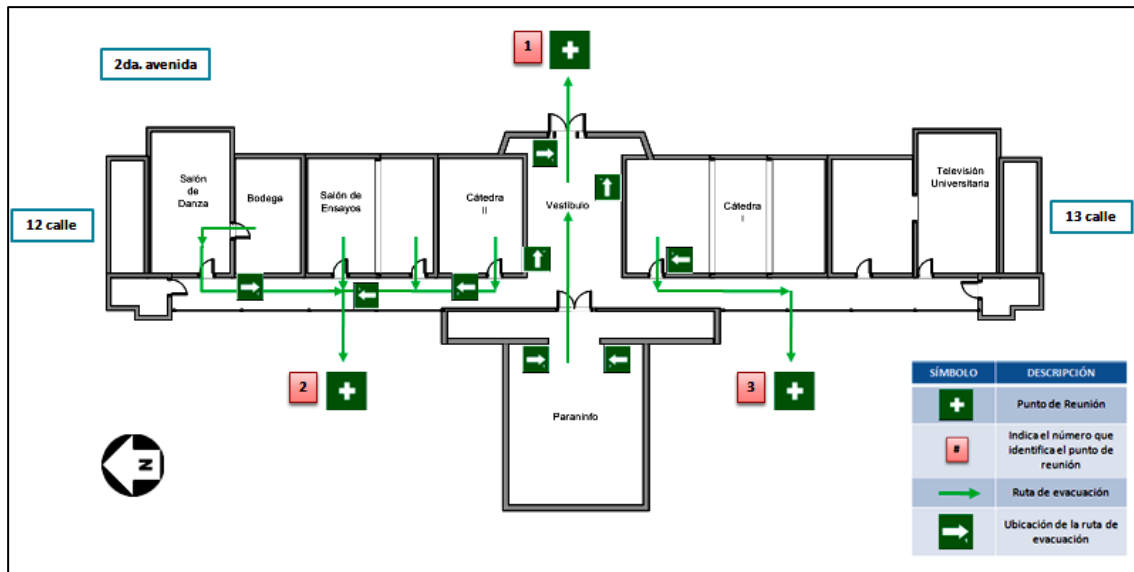 1
2da. avenida
Salón
de
Danza
Bodega
Salón de
Ensayos
Cátedra
II
Vestíbulo
Cátedra
I
Televisión
Universitaria
12 calle
13 calle
2
3
Paraninfo
N
SÍMBOLO DESCRIPCIÓN
Punto de Reunión
#
Indica el número que
identifica el punto de
reunión
Ruta de evacuación
Ubicación de la ruta de
evacuación